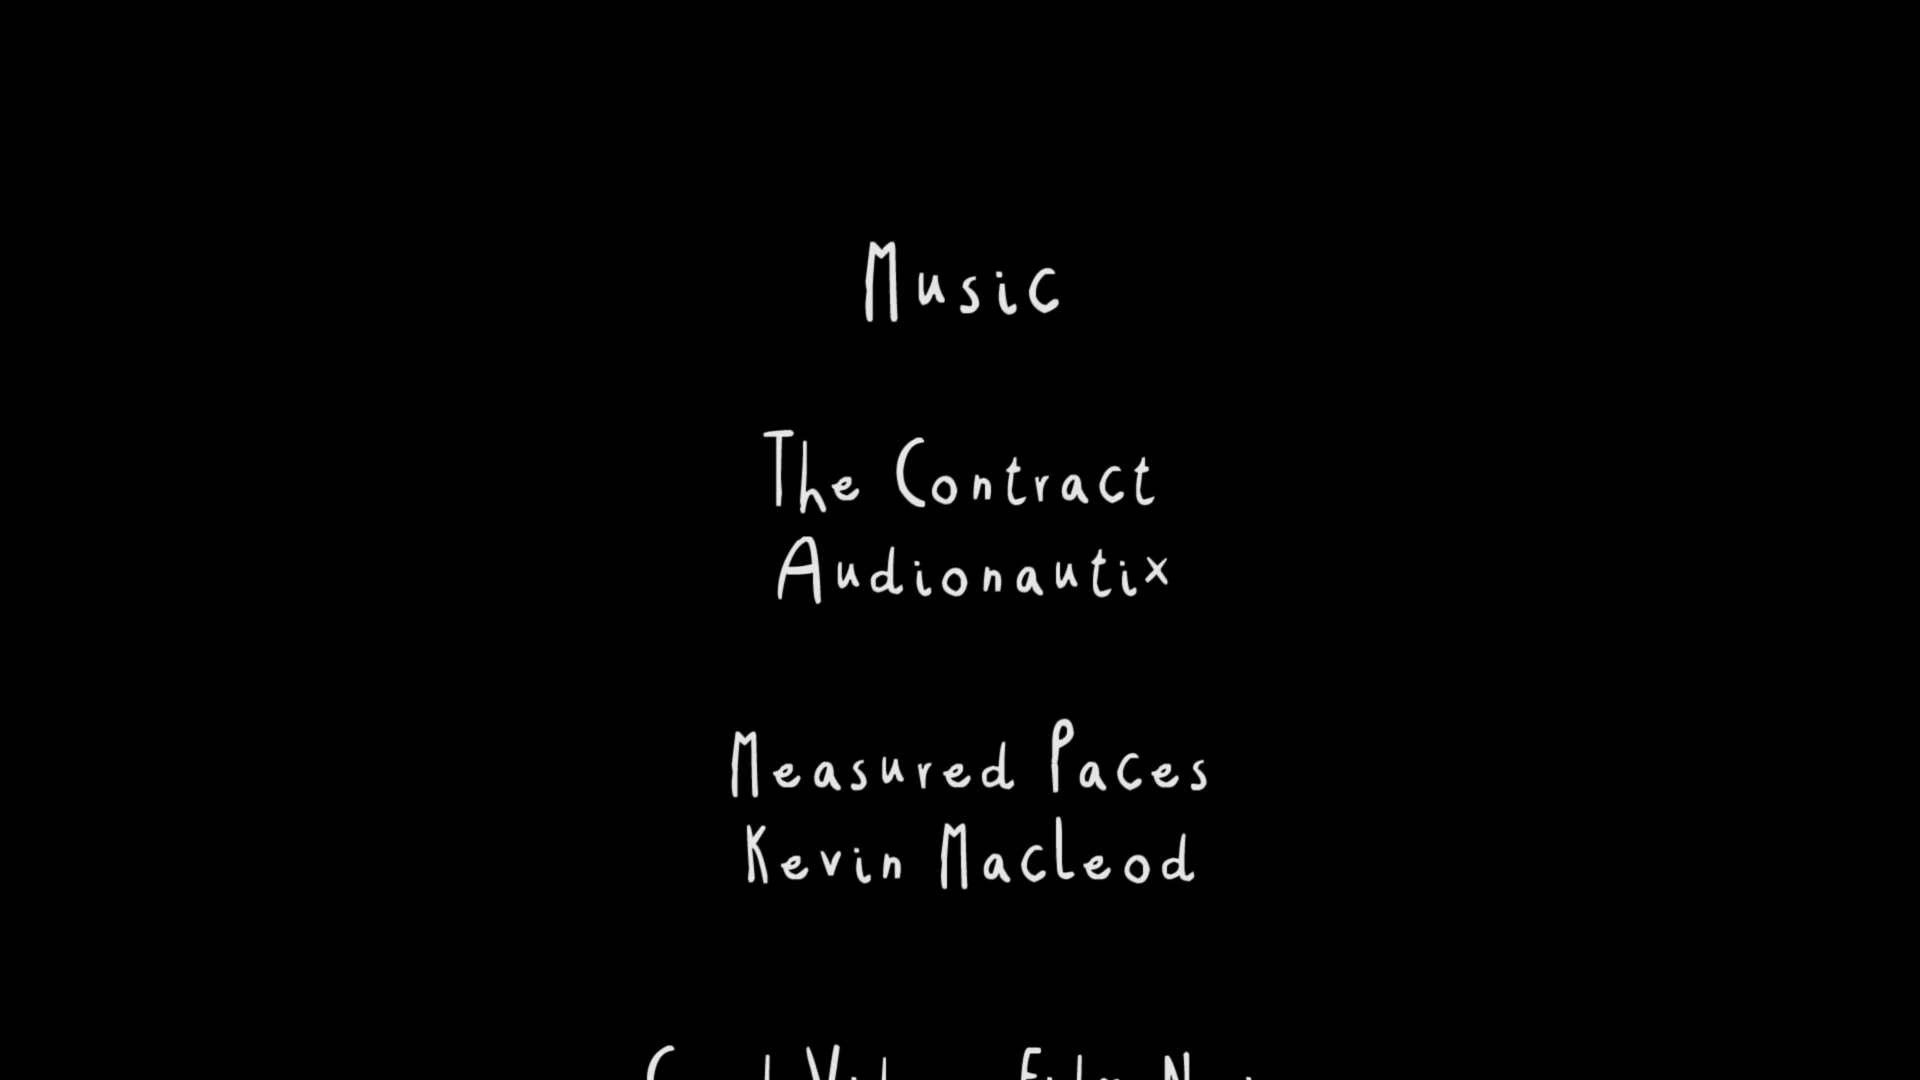 Music
The Contract
Audionautix
Measured Paces
Kevin Macleod